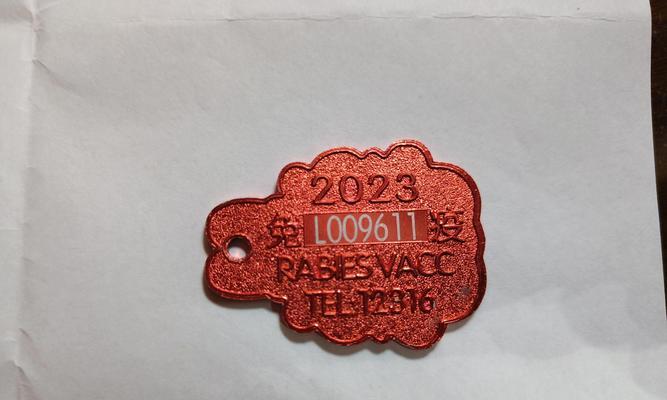 2023
免 L009611 疫
RABIES VACC
TEL:12316